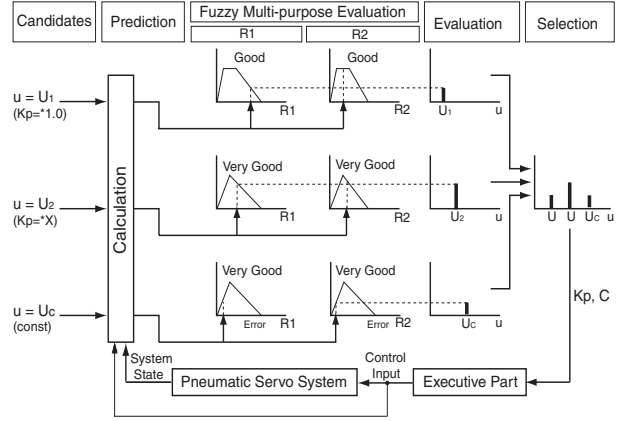 Candidates
Prediction
Fuzzy Multi-purpose Evaluation
R1
R2
Evaluation
Selection
u = U1
(Kp=*1.0)
Good
R1
Good
R2
U1
u
Calculation
u = U2
(Kp=*X)
Very Good
R1
Very Good
R2
U2
u
U
U
Uc
u
u = Uc
(const)
Very Good
Error
R1
Very Good
Error
R2
Uc
u
Kp, C
System
State
Pneumatic Servo System
Control
Input
Executive Part